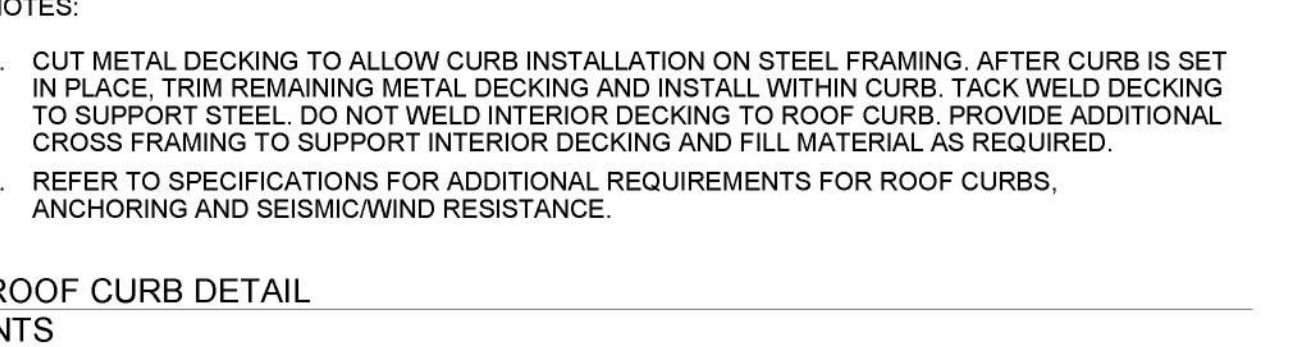 NOTES:
. CUT METAL DECKING TO ALLOW CURB INSTALLATION ON STEEL FRAMING. AFTER CURB IS SET
IN PLACE, TRIM REMAINING METAL DECKING AND INSTALL WITHIN CURB. TACK WELD DECKING
TO SUPPORT STEEL. DO NOT WELD INTERIOR DECKING TO ROOF CURB. PROVIDE ADDITIONAL
CROSS FRAMING TO SUPPORT INTERIOR DECKING AND FILL MATERIAL AS REQUIRED.
. REFER TO SPECIFICATIONS FOR ADDITIONAL REQUIREMENTS FOR ROOF CURBS,
ANCHORING AND SEISMIC/WIND RESISTANCE.
ROOF CURB DETAIL
NTS